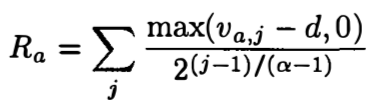 R_a = \sum_j \frac{\max(v_{a,j} - d, 0)}{2^{(j-1)/(\alpha-1)}}